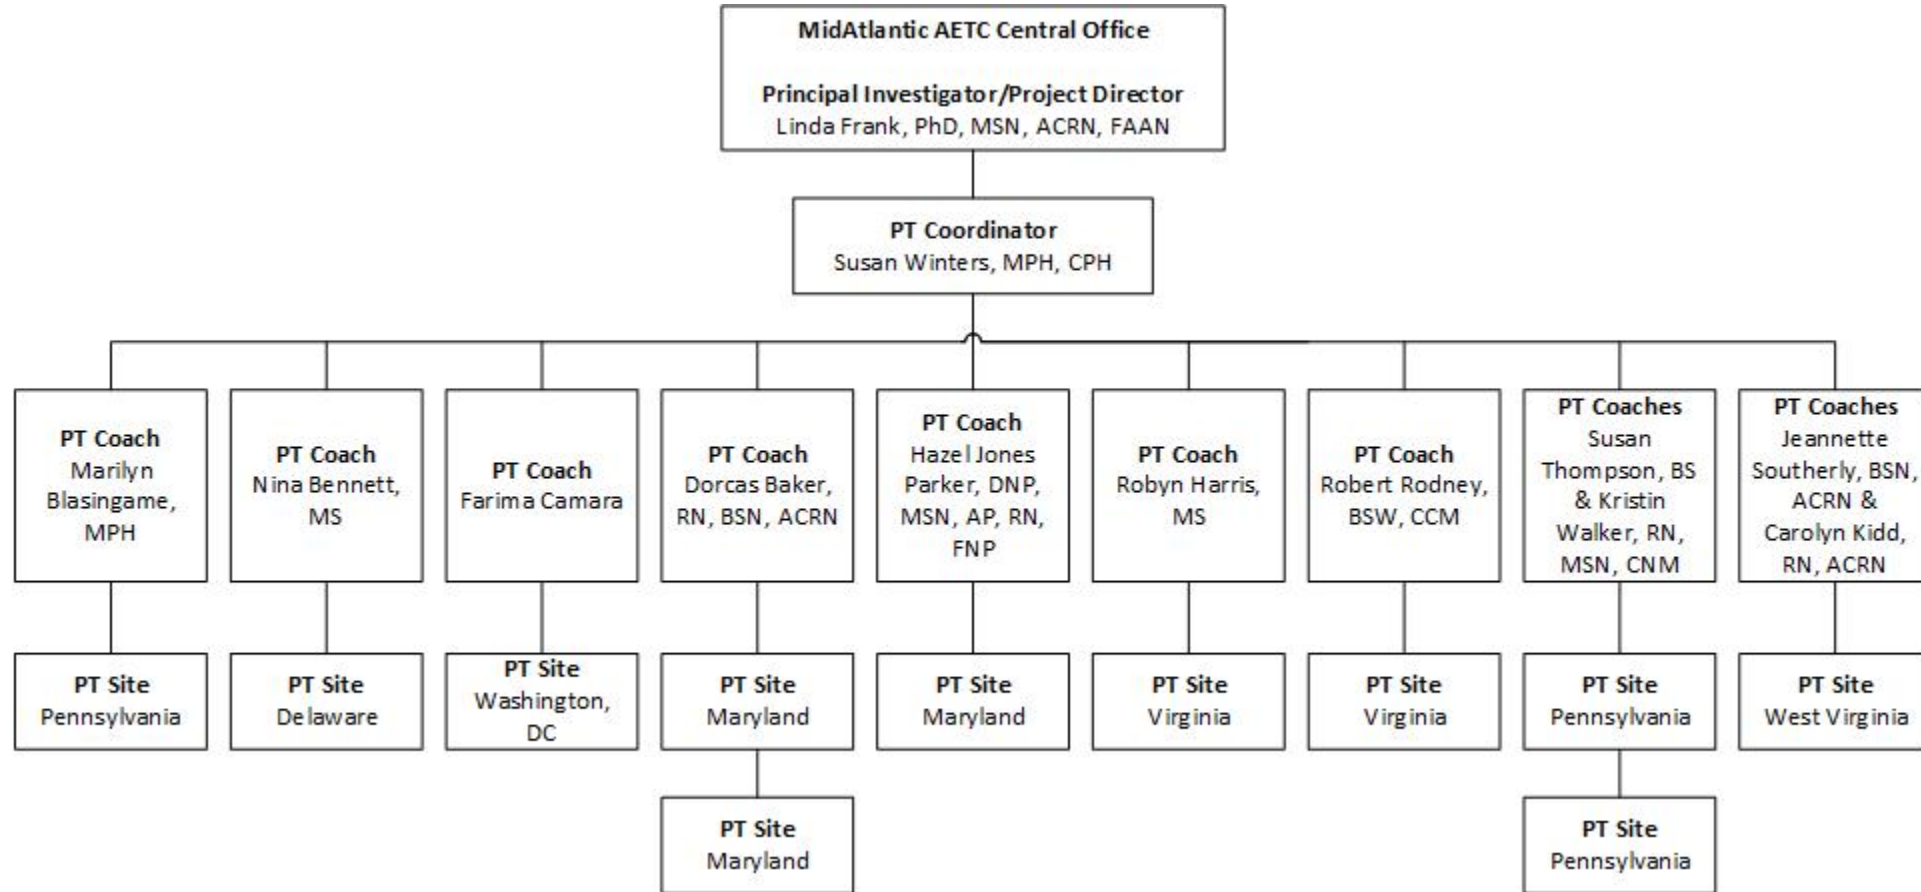 MidAtlantic AETC Central Office
Principal Investigator/Project Director
Linda Frank, PhD, MSN, ACRN, FAAN
PT Coordinator
Susan Winters, MPH, CPH
PT Coach
Marilyn
Blasingame,
MPH
PT Coach
Nina Bennett,
MS
PT Coach
Farima Camara
PT Coach
Dorcas Baker,
RN, BSN, ACRN
PT Coach
Hazel Jones
Parker, DNP,
MSN, AP, RN,
FNP
PT Coach
Robyn Harris,
MS
PT Coach
Robert Rodney,
BSW, CCM
PT Coaches
Susan
Thompson, BS
& Kristin
Walker, RN,
MSN, CNM
PT Coaches
Jeannette
Southerly, BSN,
ACRN &
Carolyn Kidd,
RN, ACRN
PT Site
Pennsylvania
PT Site
Delaware
PT Site
Washington,
DC
PT Site
Maryland
PT Site
Maryland
PT Site
Virginia
PT Site
Virginia
PT Site
Pennsylvania
PT Site
West Virginia
PT Site
Maryland
PT Site
Pennsylvania